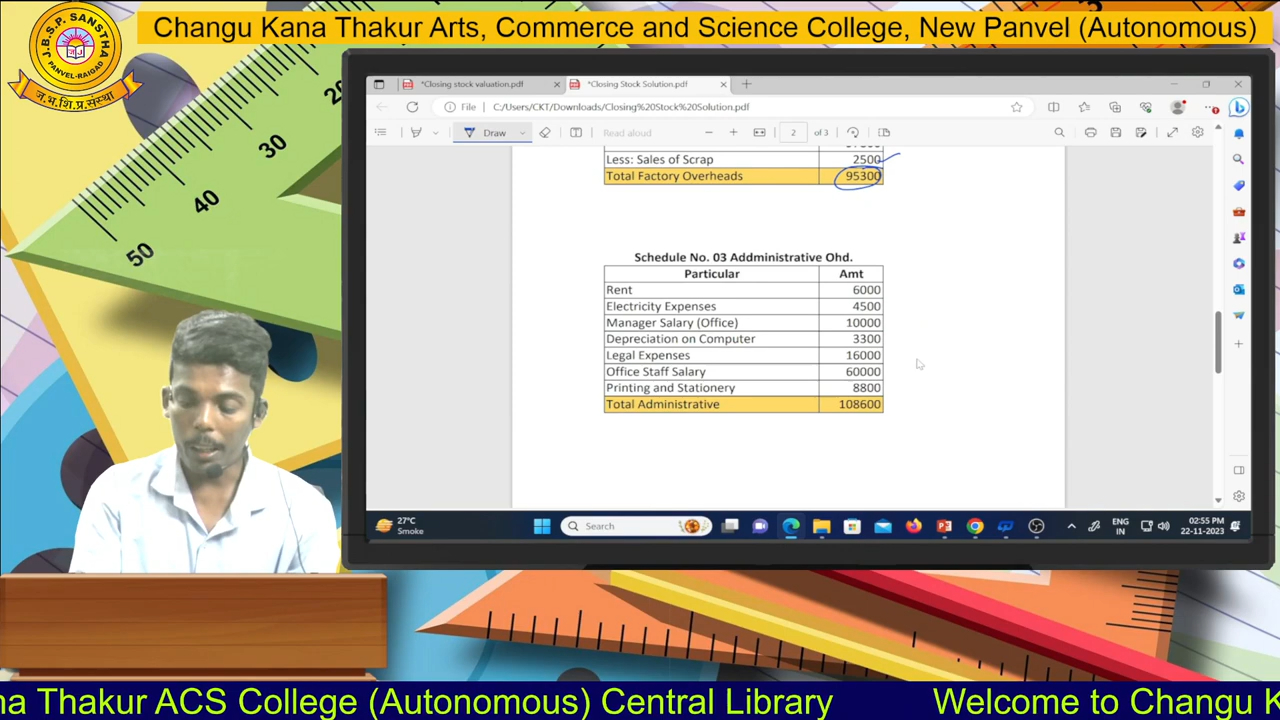 Changu Kana Thakur Arts, Commerce and Science College, New Panvel (Autonomous)
J.B.S.P. SANSTHA
PANVEL-RAIGAD
ज.भ.शि.प्र.संस्था
50
40
30
*Closing stock valuation.pdf
*Closing Stock Solution.pdf
File
C:/Users/CKT/Downloads/Closing%20Stock%20Solution.pdf
Draw
Read aloud
2 of 3
Less: Sales of Scrap 2500
Total Factory Overheads 95300
Schedule No. 03 Addministrative Ohd.
Particular Amt
Rent 6000
Electricity Expenses 4500
Manager Salary (Office) 10000
Depreciation on Computer 3300
Legal Expenses 16000
Office Staff Salary 60000
Printing and Stationery 8800
Total Administrative 108600
27°C
Smoke
Search
ENG
IN
02:55 PM
22-11-2023
na Thakur ACS College (Autonomous) Central Library Welcome to Changu K